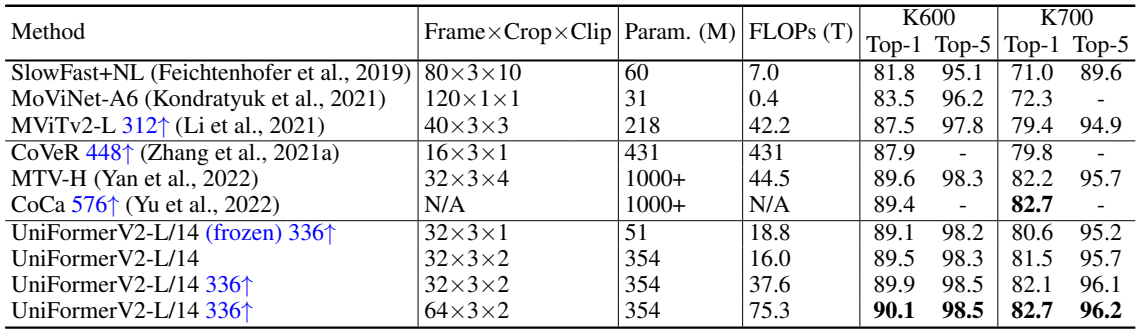 Method Frame×Crop×Clip Param. (M) FLOPs (T) K600 K700
Top-1 Top-5 Top-1 Top-5
SlowFast+NL (Feichtenhofer et al., 2019) 80×3×10 60 7.0 81.8 95.1 71.0 89.6
MoViNet-A6 (Kondratyuk et al., 2021) 120×1×1 31 0.4 83.5 96.2 72.3 -
MViTv2-L 312↑ (Li et al., 2021) 40×3×3 218 42.2 87.5 97.8 79.4 94.9
CoVeR 448↑ (Zhang et al., 2021a) 16×3×1 431 431 87.9 - 79.8 -
MTV-H (Yan et al., 2022) 32×3×4 1000+ 44.5 89.6 98.3 82.2 95.7
CoCa 576↑ (Yu et al., 2022) N/A 1000+ N/A 89.4 - 82.7 -
UniFormerV2-L/14 (frozen) 336↑ 32×3×1 51 18.8 89.1 98.2 80.6 95.2
UniFormerV2-L/14 32×3×2 354 16.0 89.5 98.3 81.5 95.7
UniFormerV2-L/14 336↑ 32×3×2 354 37.6 89.9 98.5 82.1 96.1
UniFormerV2-L/14 336↑ 64×3×2 354 75.3 90.1 98.5 82.7 96.2